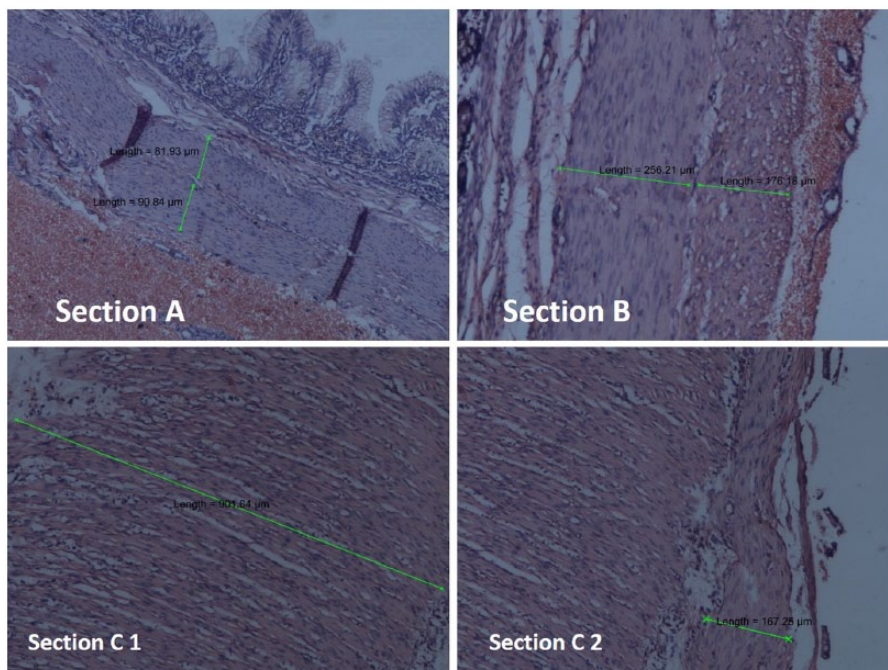 Length = 81.93 µm
Length = 90.84 µm
Section A
Length = 256.21 µm
Length = 176.18 µm
Section B
Length = 901.64 µm
Section C 1
Length = 167.25 µm
Section C 2